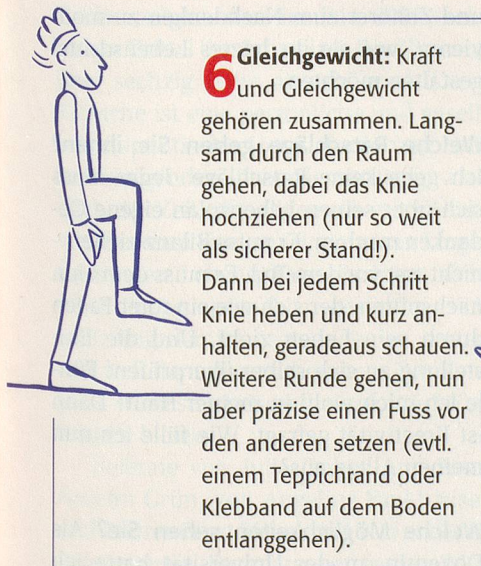 6 Gleichgewicht: Kraft
und Gleichgewicht
gehören zusammen. Lang-
sam durch den Raum
gehen, dabei das Knie
hochziehen (nur so weit
als sicherer Stand!).
Dann bei jedem Schritt
Knie heben und kurz an-
halten, geradeaus schauen.
Weitere Runde gehen, nun
aber präzise einen Fuss vor
den anderen setzen (evtl.
einem Teppichrand oder
Klebband auf dem Boden
entlanggehen).